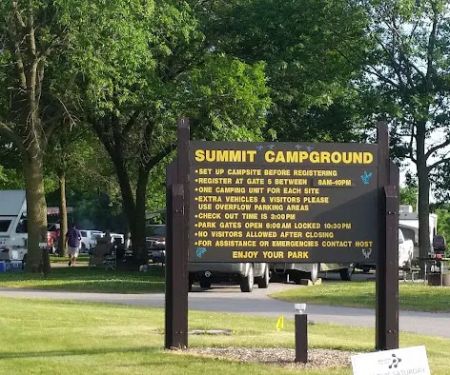 SUMMIT CAMPGROUND
•SET UP CAMPSITE BEFORE REGISTERING
•REGISTER AT GATE 5 BETWEEN 8AM-10PM
•ONE CAMPING UNIT FOR EACH SITE
•EXTRA VEHICLES & VISITORS PLEASE
USE OVERFLOW PARKING AREAS
•CHECK OUT TIME IS 3:00PM
•PARK GATES OPEN 6:00AM LOCKED 10:30PM
•NO VISITORS ALLOWED AFTER CLOSING
•FOR ASSISTANCE OR EMERGENCIES CONTACT HOST
ENJOY YOUR PARK
SATURDAY